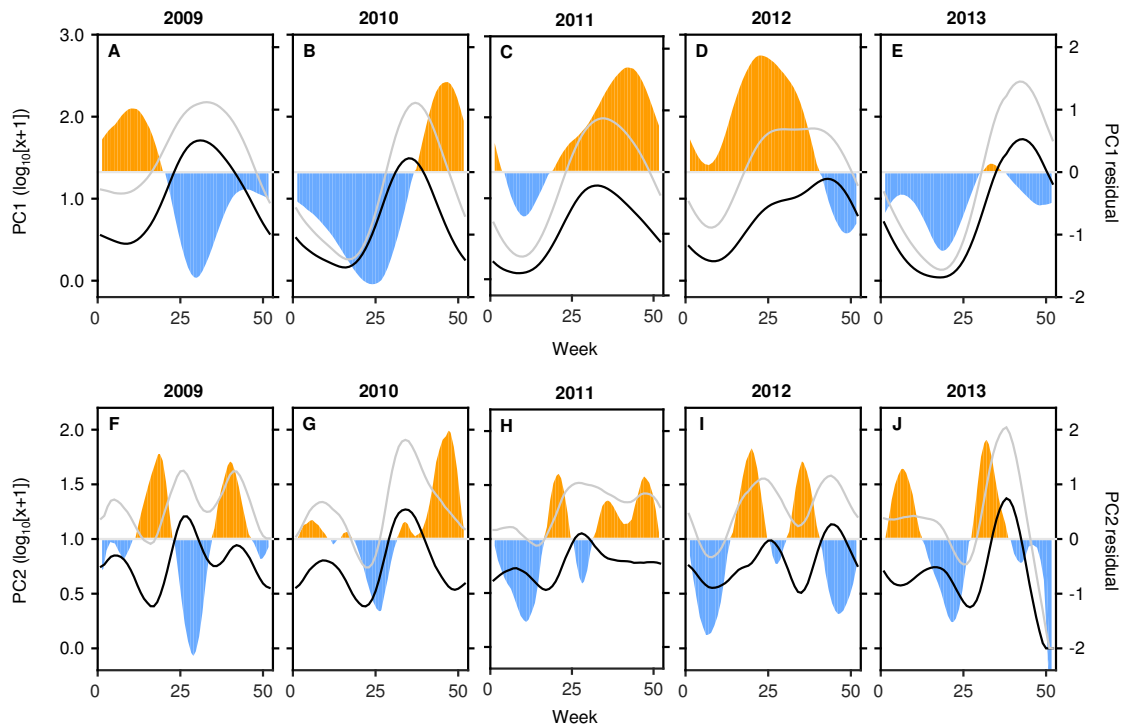 2009 2010 2011 2012 2013
PC1 (log10[x+1])
3.0 2.0 1.0 0.0
A B C D E
2 1 0 -1 -2
PC1 residual
0 25 50 0 25 50 0 25 50 0 25 50 0 25 50
Week
2009 2010 2011 2012 2013
PC2 (log10[x+1])
2.0 1.5 1.0 0.5 0.0
F G H I J
2 1 0 -1 -2
PC2 residual
0 25 50 0 25 50 0 25 50 0 25 50 0 25 50
Week